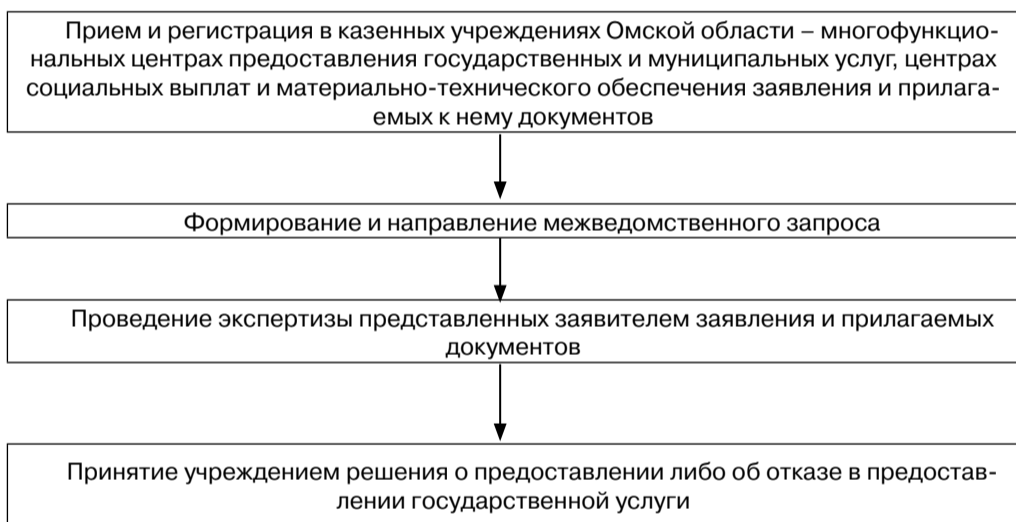 Прием и регистрация в казенных учреждениях Омской области – многофункцио-
нальных центрах предоставления государственных и муниципальных услуг, центрах
социальных выплат и материально-технического обеспечения заявления и прилага-
емых к нему документов
Формирование и направление межведомственного запроса
Проведение экспертизы представленных заявителем заявления и прилагаемых
документов
Принятие учреждением решения о предоставлении либо об отказе в предостав-
лении государственной услуги